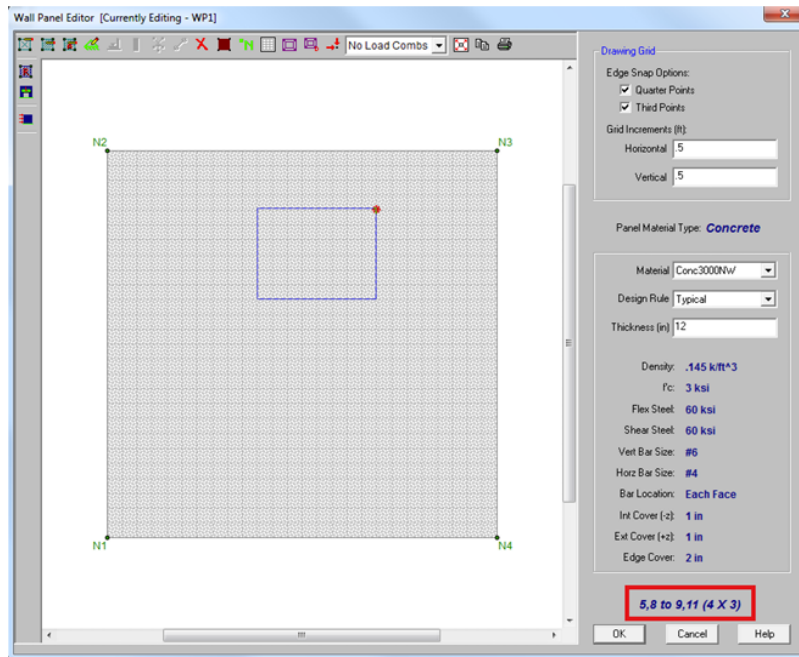 Wall Panel Editor [Currently Editing - WP1]
No Load Combs
N2
N3
N1
N4
Drawing Grid
Edge Snap Options:
Quarter Points
Third Points
Grid Increments (ft):
Horizontal .5
Vertical .5
Panel Material Type: Concrete
Material Conc3000NW
Design Rule Typical
Thickness (in) 12
Density: .145 k/ft^3
f'c: 3 ksi
Flex Steel: 60 ksi
Shear Steel: 60 ksi
Vert Bar Size: #6
Horz Bar Size: #4
Bar Location: Each Face
Int Cover (-z): 1 in
Ext Cover (+z): 1 in
Edge Cover: 2 in
5,8 to 9,11 (4 X 3)
OK Cancel Help